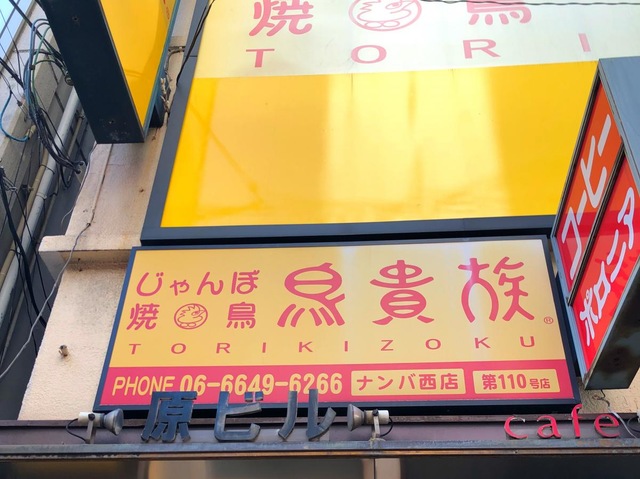 焼 鳥
TORI
じゃんぼ
焼 鳥
鳥貴族®
TORIKIZOKU
PHONE 06-6649-6266 ナンバ西店 第110号店
コーヒー
ボロニア
原ビル
cafe